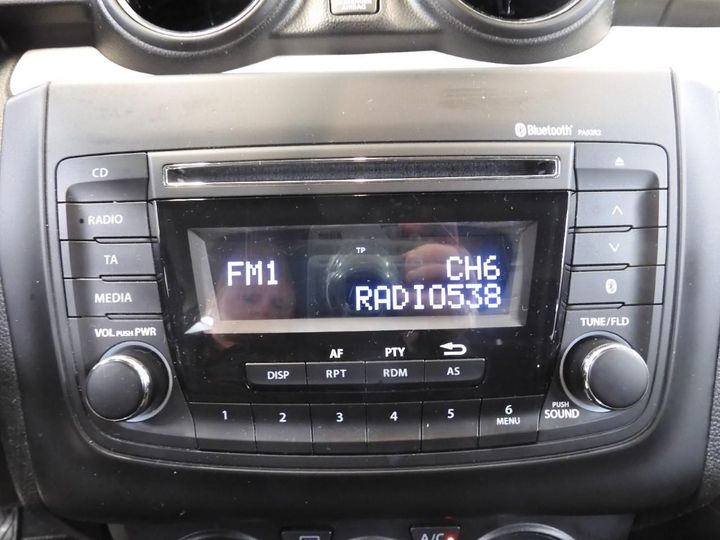 Bluetooth PA03R2
CD
RADIO
TA
MEDIA
VOL PUSH PWR
TP
FM1 CH6
RADIO538
AF PTY
DISP RPT RDM AS
1 2 3 4 5 6
MENU
TUNE/FLD
PUSH
SOUND
A/C